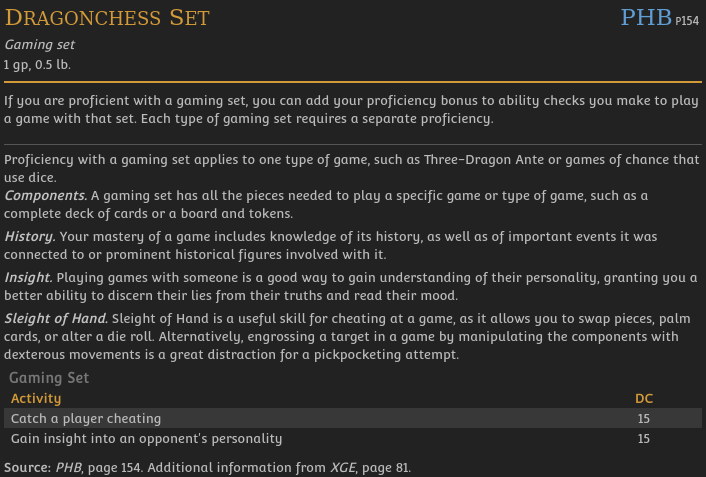 Dragonchess Set PHB p154
Gaming set
1 gp, 0.5 lb.
If you are proficient with a gaming set, you can add your proficiency bonus to ability checks you make to play
a game with that set. Each type of gaming set requires a separate proficiency.
Proficiency with a gaming set applies to one type of game, such as Three-Dragon Ante or games of chance that
use dice.
Components. A gaming set has all the pieces needed to play a specific game or type of game, such as a
complete deck of cards or a board and tokens.
History. Your mastery of a game includes knowledge of its history, as well as of important events it was
connected to or prominent historical figures involved with it.
Insight. Playing games with someone is a good way to gain understanding of their personality, granting you a
better ability to discern their lies from their truths and read their mood.
Sleight of Hand. Sleight of Hand is a useful skill for cheating at a game, as it allows you to swap pieces, palm
cards, or alter a die roll. Alternatively, engrossing a target in a game by manipulating the components with
dexterous movements is a great distraction for a pickpocketing attempt.
Gaming Set
Activity DC
Catch a player cheating 15
Gain insight into an opponent's personality 15
Source: PHB, page 154. Additional information from XGE, page 81.